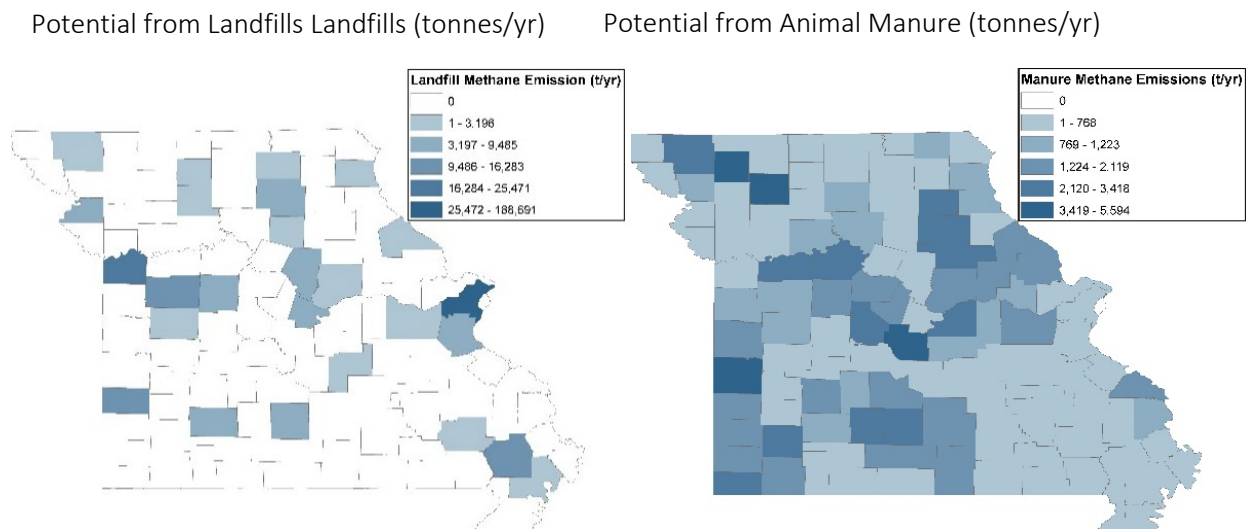 Potential from Landfills Landfills (tonnes/yr)
Potential from Animal Manure (tonnes/yr)
Landfill Methane Emission (t/yr)
0
1 - 3.196
3,197 - 9,485
9,486 - 16,283
16,284 - 25,471
25,472 - 188,691
Manure Methane Emissions (t/yr)
0
1 - 768
769 - 1,223
1,224 - 2.119
2,120 - 3,418
3,419 - 5.594